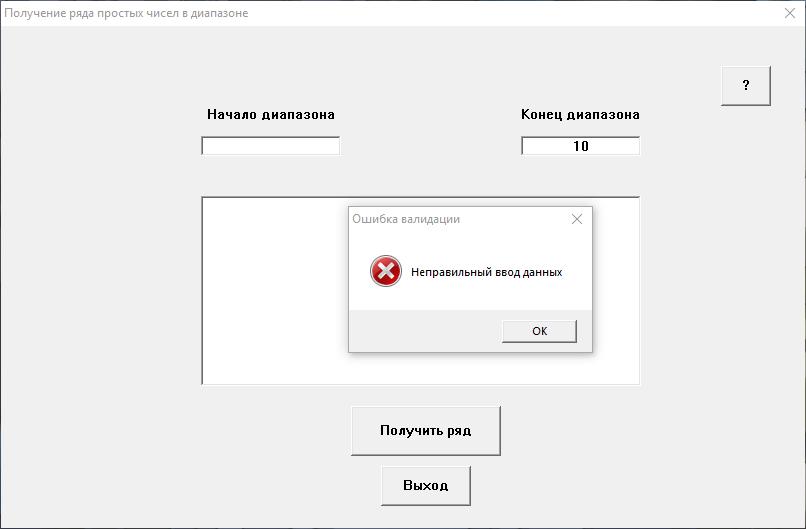 Получение ряда простых чисел в диапазоне
?
Начало диапазона
Конец диапазона
10
Ошибка валидации
Неправильный ввод данных
OK
Получить ряд
Выход